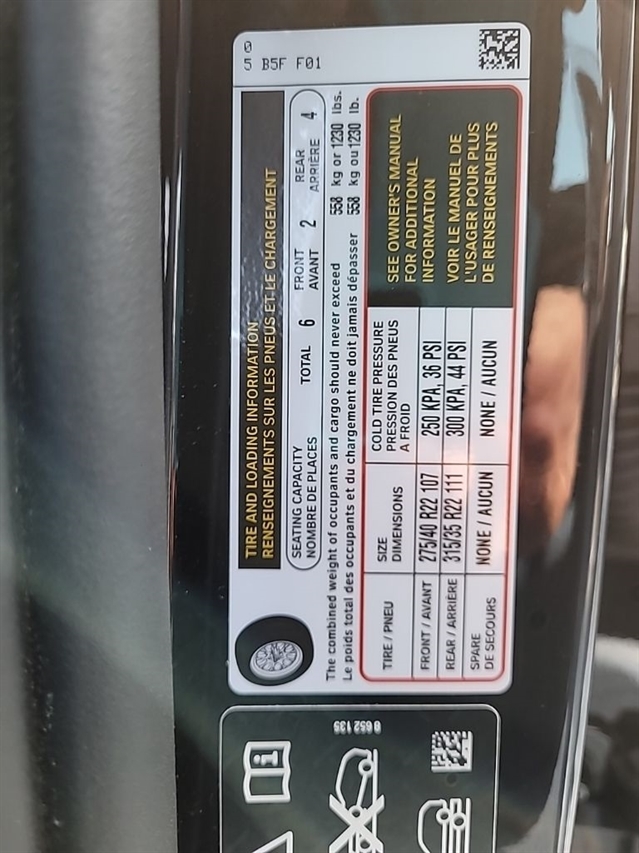 0
5 B5F F01
TIRE AND LOADING INFORMATION
RENSEIGNEMENTS SUR LES PNEUS ET LE CHARGEMENT
SEATING CAPACITY
NOMBRE DE PLACES
TOTAL 6
FRONT
AVANT
2
REAR
ARRIÈRE
4
The combined weight of occupants and cargo should never exceed 558 kg or 1230 lbs.
Le poids total des occupants et du chargement ne doit jamais dépasser 558 kg ou 1230 lb.
TIRE / PNEU
SIZE
DIMENSIONS
COLD TIRE PRESSURE
PRESSION DES PNEUS
A FROID
FRONT / AVANT 275/40 R22 107 250 KPA, 36 PSI
REAR / ARRIÈRE 315/35 R22 111 300 KPA, 44 PSI
SPARE
DE SECOURS
NONE / AUCUN NONE / AUCUN
SEE OWNER'S MANUAL
FOR ADDITIONAL
INFORMATION
VOIR LE MANUEL DE
L'USAGER POUR PLUS
DE RENSEIGNEMENTS
8 652 135